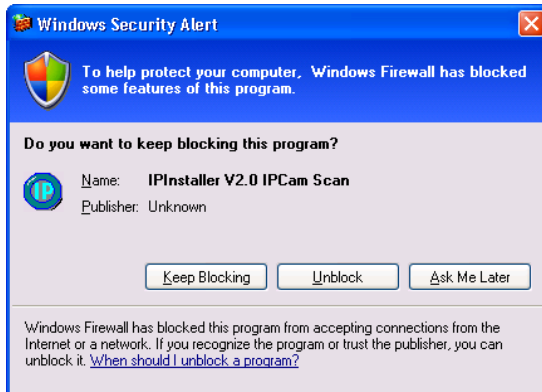 Windows Security Alert
To help protect your computer, Windows Firewall has blocked
some features of this program.
Do you want to keep blocking this program?
IP
Name: IPInstaller V2.0 IPCam Scan
Publisher: Unknown
Keep Blocking Unblock Ask Me Later
Windows Firewall has blocked this program from accepting connections from the
Internet or a network. If you recognize the program or trust the publisher, you can
unblock it. When should I unblock a program?